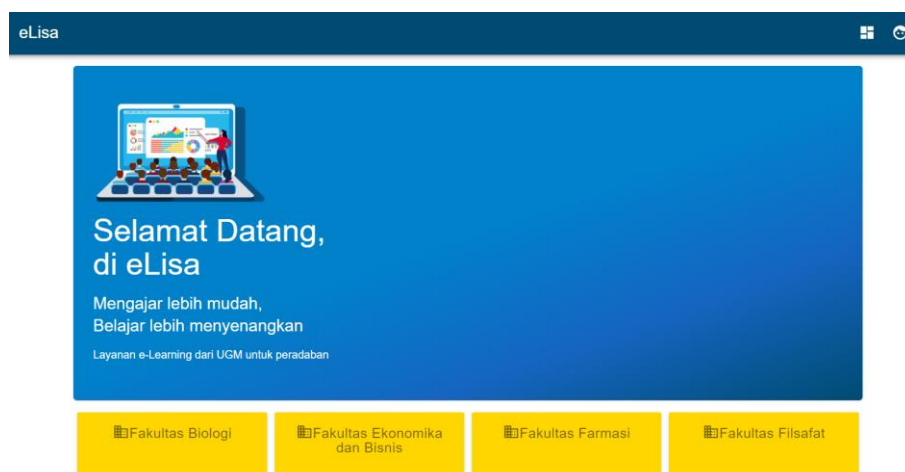 eLisa
Selamat Datang,
di eLisa
Mengajar lebih mudah,
Belajar lebih menyenangkan
Layanan e-Learning dari UGM untuk peradaban
Fakultas Biologi
Fakultas Ekonomika
dan Bisnis
Fakultas Farmasi
Fakultas Filsafat